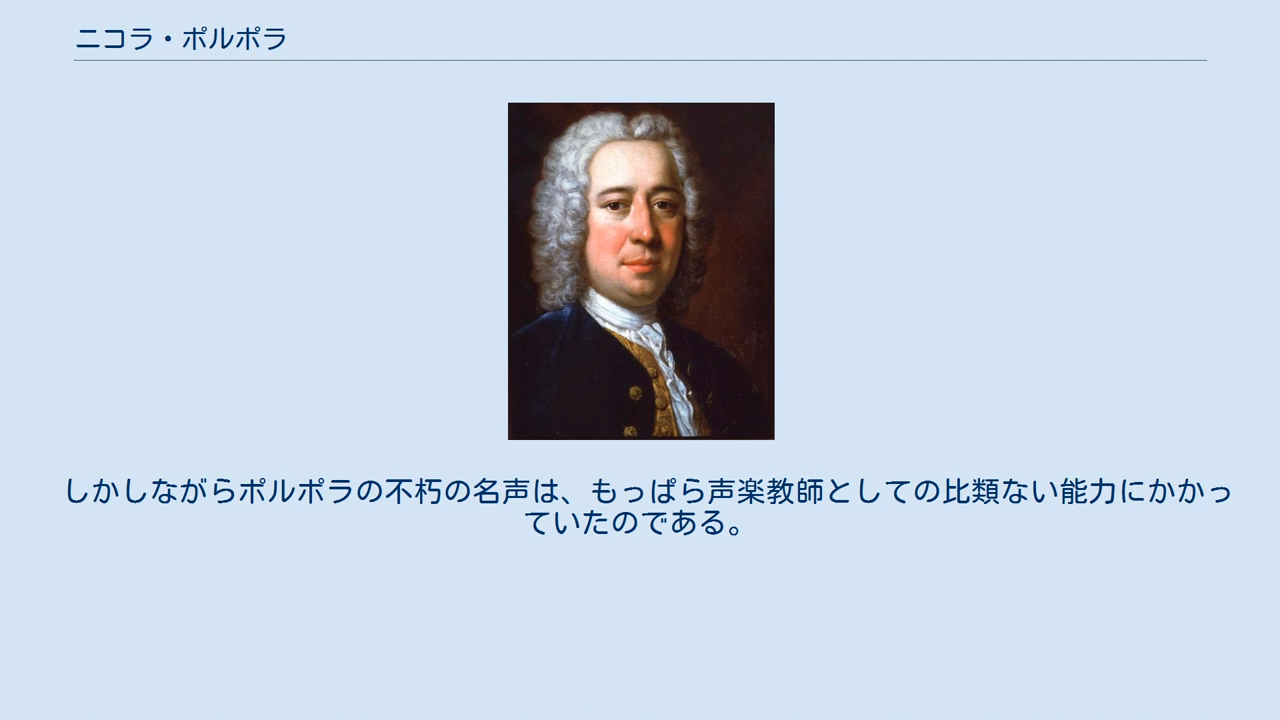 ニコラ・ポルポラ
しかしながらポルポラの不朽の名声は、もっぱら声楽教師としての比類ない能力にかかっ
ていたのである。